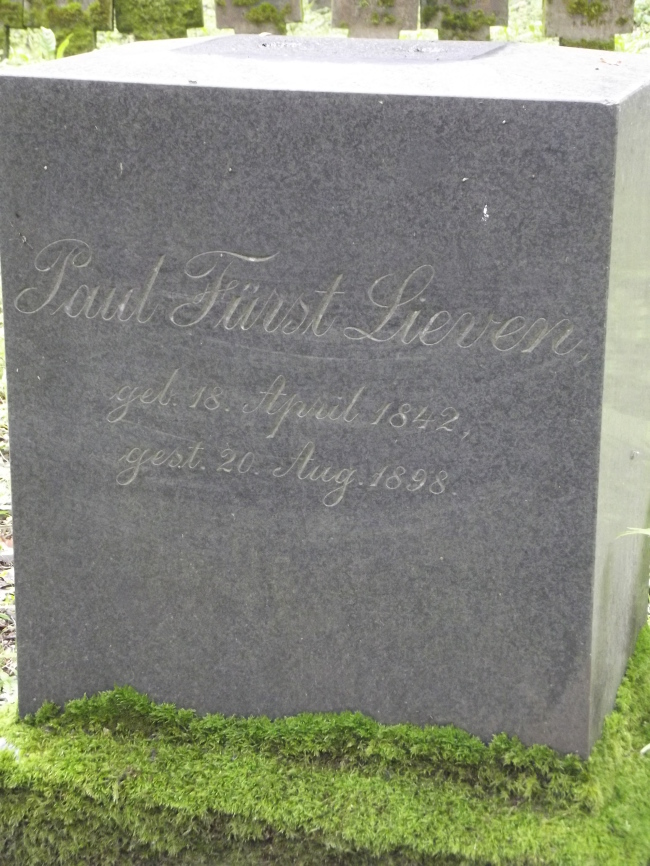 Paul Fürst Lieven,
geb. 18. April 1842,
gest. 20. Aug. 1898.